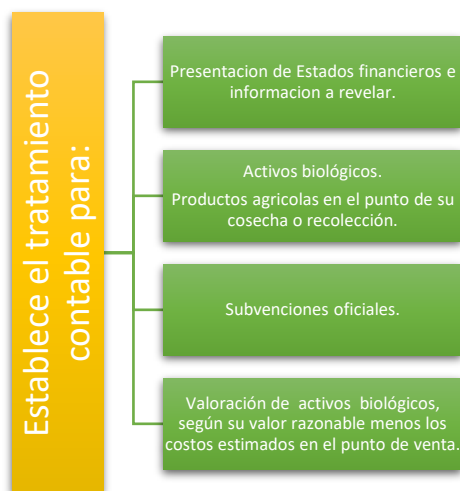 Establece el tratamiento
contable para:
Presentacion de Estados financieros e
informacion a revelar.
Activos biológicos.
Productos agricolas en el punto de su
cosecha o recolección.
Subvenciones oficiales.
Valoración de activos biológicos,
según su valor razonable menos los
costos estimados en el punto de venta.